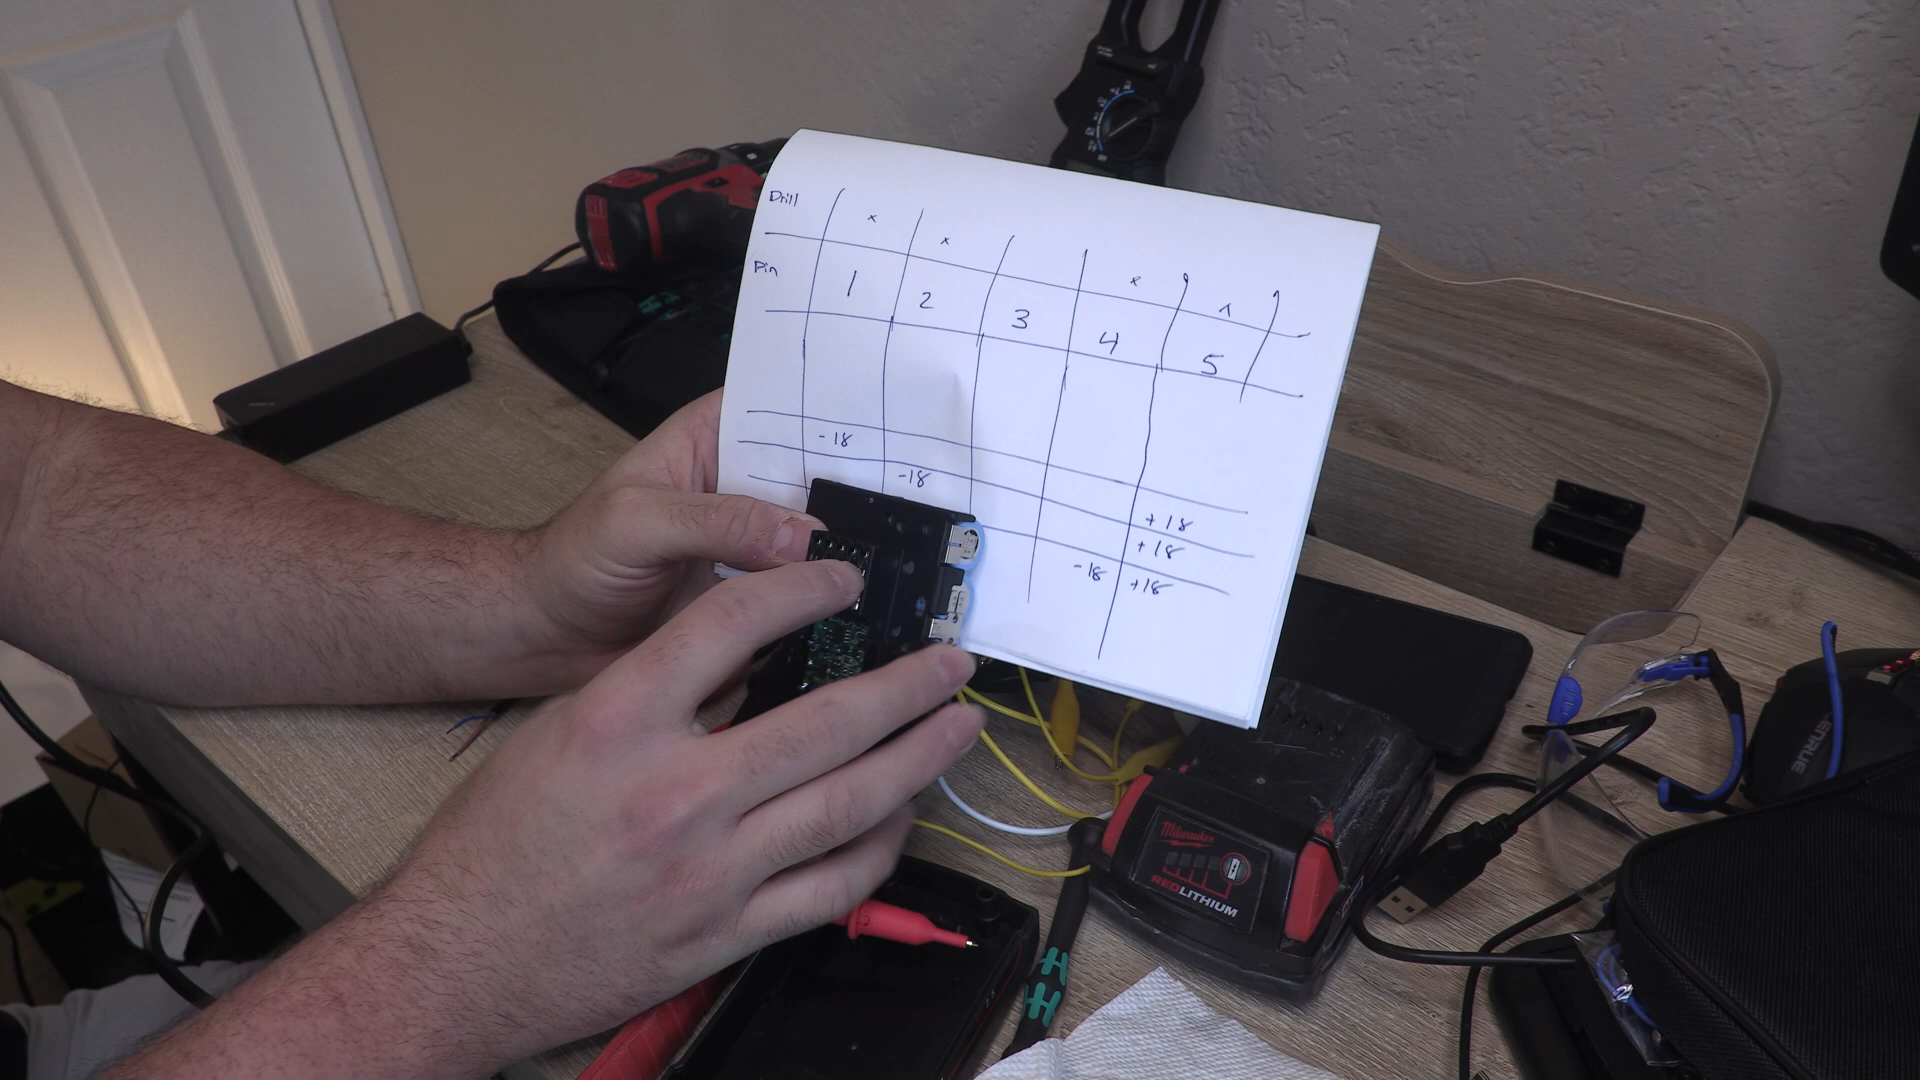 Drill x x x x
Pin 1 2 3 4 5
-18 +18
-18 +18
-18 +18
Milwaukee
REDLITHIUM